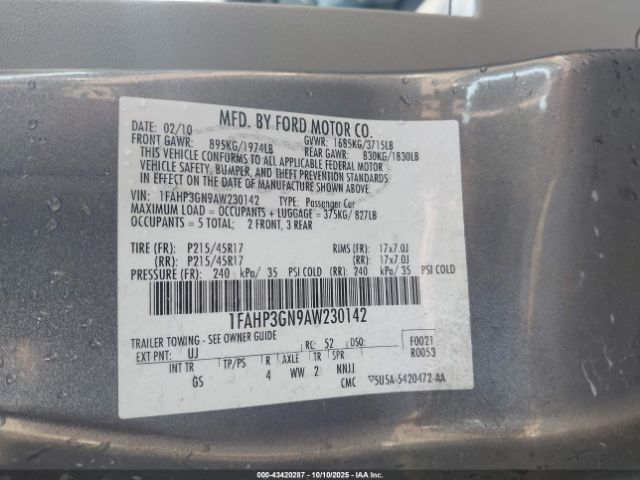 MFD. BY FORD MOTOR CO.
DATE: 02/10 GVWR: 1685KG/3715LB
FRONT GAWR: 895KG/1974LB REAR GAWR: 830KG/1830LB
THIS VEHICLE CONFORMS TO ALL APPLICABLE FEDERAL MOTOR
VEHICLE SAFETY, BUMPER, AND THEFT PREVENTION STANDARDS
IN EFFECT ON THE DATE OF MANUFACTURE SHOWN ABOVE.
VIN: 1FAHP3GN9AW230142 TYPE: Passenger Car
MAXIMUM LOAD = OCCUPANTS + LUGGAGE = 375KG/ 827LB
OCCUPANTS = 5 TOTAL; 2 FRONT, 3 REAR
TIRE (FR): P215/45R17 RIMS (FR): 17x7.0J
(RR): P215/45R17 (RR): 17x7.0J
PRESSURE (FR): 240 kPa/ 35 PSI COLD (RR): 240 kPa/ 35 PSI COLD
1FAHP3GN9AW230142
TRAILER TOWING - SEE OWNER GUIDE
EXT PNT: UJ RC: 52 DSO: F0021
INT TR TP/PS R AXLE TR SPR R0053
GS 4 WW 2 NNJJ
CMC 5U5A-5420472-AA
000-43420287 - 10/10/2025 - IAA, Inc.